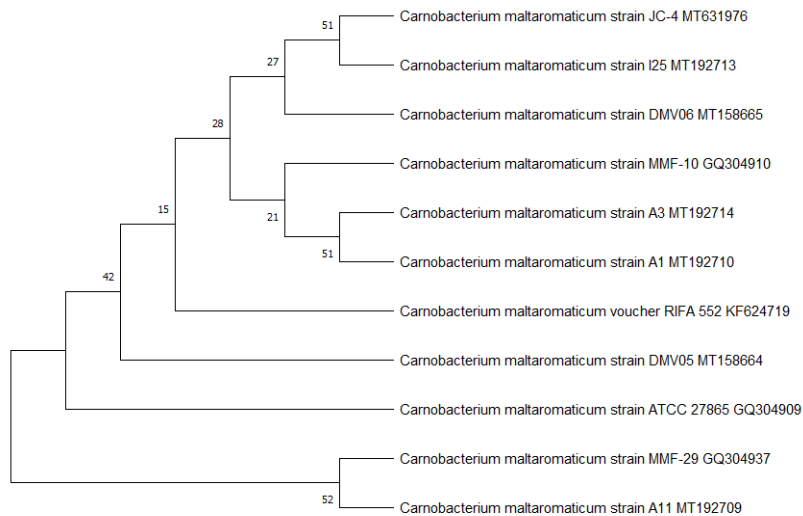 Carnobacterium maltaromaticum strain JC-4 MT631976
51
Carnobacterium maltaromaticum strain I25 MT192713
27
Carnobacterium maltaromaticum strain DMV06 MT158665
28
Carnobacterium maltaromaticum strain MMF-10 GQ304910
15
Carnobacterium maltaromaticum strain A3 MT192714
21
51
Carnobacterium maltaromaticum strain A1 MT192710
42
Carnobacterium maltaromaticum voucher RIFA 552 KF624719
Carnobacterium maltaromaticum strain DMV05 MT158664
Carnobacterium maltaromaticum strain ATCC 27865 GQ304909
Carnobacterium maltaromaticum strain MMF-29 GQ304937
52
Carnobacterium maltaromaticum strain A11 MT192709